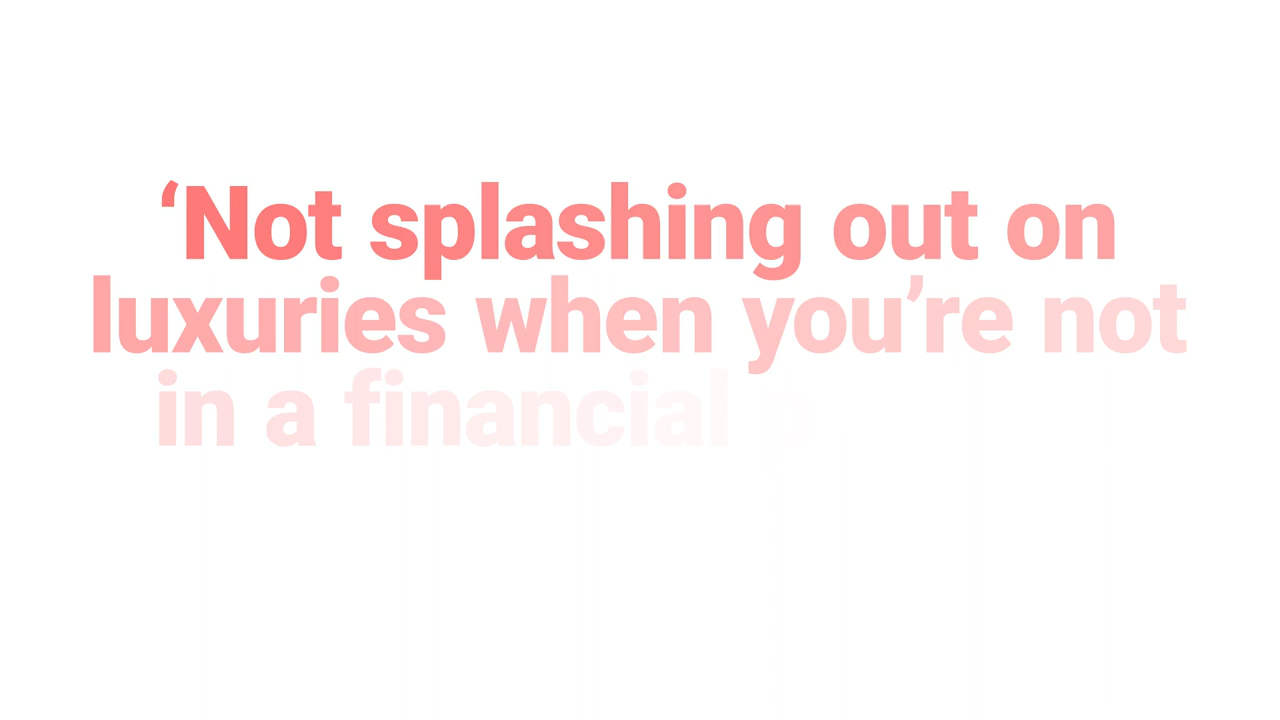 ‘Not splashing out on
luxuries when you’re not
in a financial